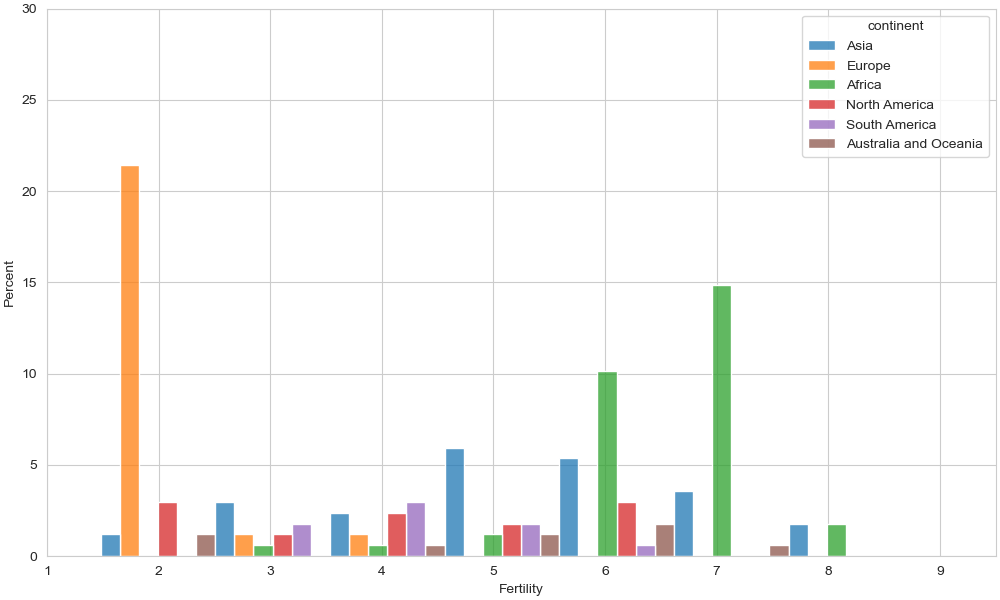 30
continent
Asia
Europe
Africa
North America
South America
Australia and Oceania
25
20
15
10
5
0
Percent
1 2 3 4 5 6 7 8 9
Fertility